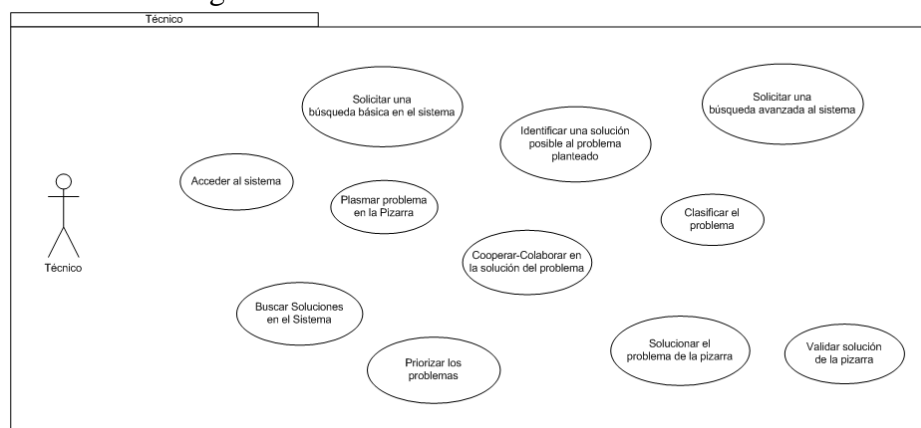 Técnico
Solicitar una
búsqueda básica en el sistema
Solicitar una
búsqueda avanzada al sistema
Identificar una solución
posible al problema
planteado
Acceder al sistema
Plasmar problema
en la Pizarra
Clasificar el
problema
Cooperar-Colaborar en
la solución del problema
Técnico
Buscar Soluciones
en el Sistema
Priorizar los
problemas
Solucionar el
problema de la pizarra
Validar solución
de la pizarra